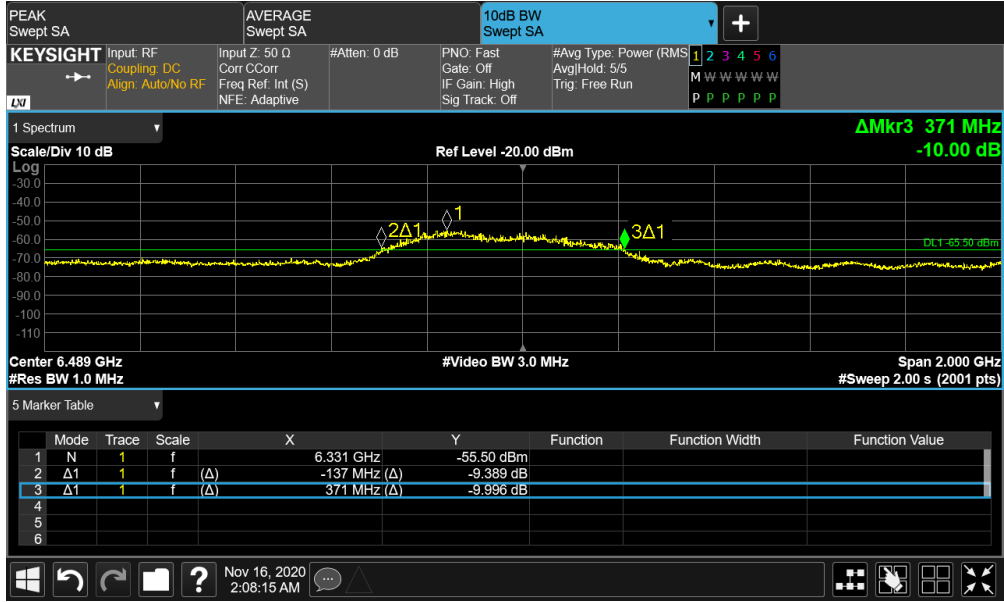 PEAK
Swept SA
AVERAGE
Swept SA
10dB BW
Swept SA
KEYSIGHT
LXI
Input: RF
Coupling: DC
Align: Auto/No RF
Input Z: 50 Ω
Corr CCorr
Freq Ref: Int (S)
NFE: Adaptive
#Atten: 0 dB
PNO: Fast
Gate: Off
IF Gain: High
Sig Track: Off
#Avg Type: Power (RMS
Avg|Hold: 5/5
Trig: Free Run
1 2 3 4 5 6
M W W W W W
P P P P P P
1 Spectrum
ΔMkr3 371 MHz
-10.00 dB
Scale/Div 10 dB
Ref Level -20.00 dBm
Log
-30.0
-40.0
-50.0
-60.0
-70.0
-80.0
-90.0
-100
-110
2Δ1
1
3Δ1
DL1 -65.50 dBm
Center 6.489 GHz
#Video BW 3.0 MHz
Span 2.000 GHz
#Res BW 1.0 MHz
#Sweep 2.00 s (2001 pts)
5 Marker Table
Mode Trace Scale X Y Function Function Width Function Value
1 N 1 f 6.331 GHz -55.50 dBm
2 Δ1 1 f (Δ) -137 MHz (Δ) -9.389 dB
3 Δ1 1 f (Δ) 371 MHz (Δ) -9.996 dB
4
5
6
?
Nov 16, 2020
2:08:15 AM